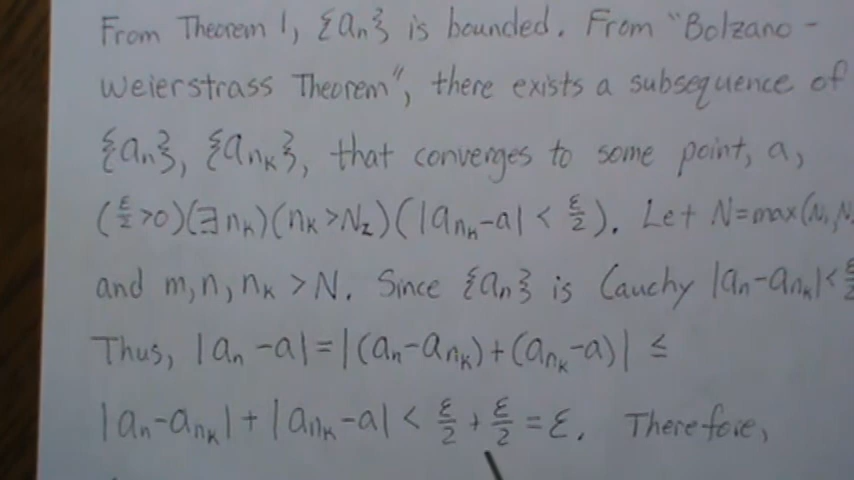 From Theorem 1, {aₙ} is bounded. From "Bolzano -
Weierstrass Theorem", there exists a subsequence of
{aₙ}, {aₙₖ}, that converges to some point, a,
(ε/2 >0)(∃ nₖ)(nₖ > N₂)(|aₙₖ-a| < ε/2). Let N=max(N₁,N
and m, n, nₖ > N. Since {aₙ} is Cauchy |aₙ-aₙₖ|< ε/2
Thus, |aₙ -a|=|(aₙ-aₙₖ)+(aₙₖ-a)| ≤
|aₙ-aₙₖ|+|aₙₖ-a| < ε/2 + ε/2 = ε. Therefore,